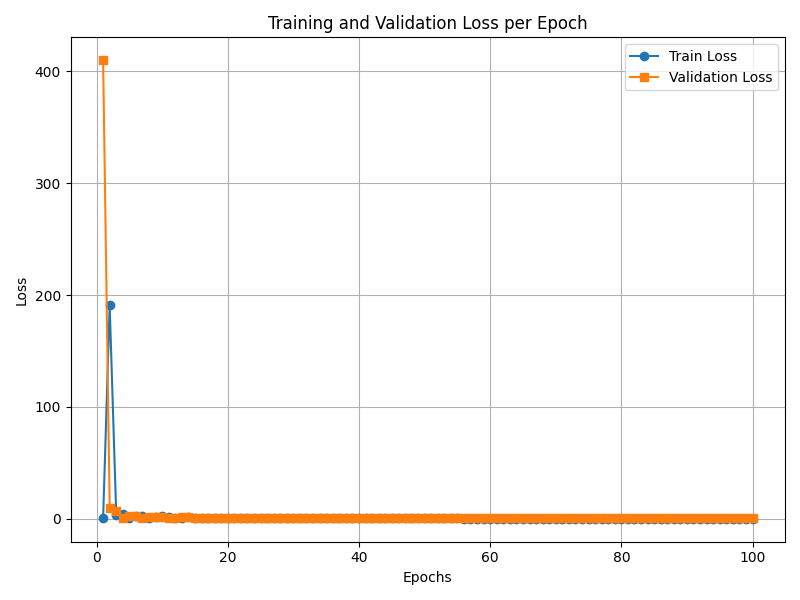 Training and Validation Loss per Epoch
Train Loss
Validation Loss
Loss
400
300
200
100
0
0 20 40 60 80 100
Epochs